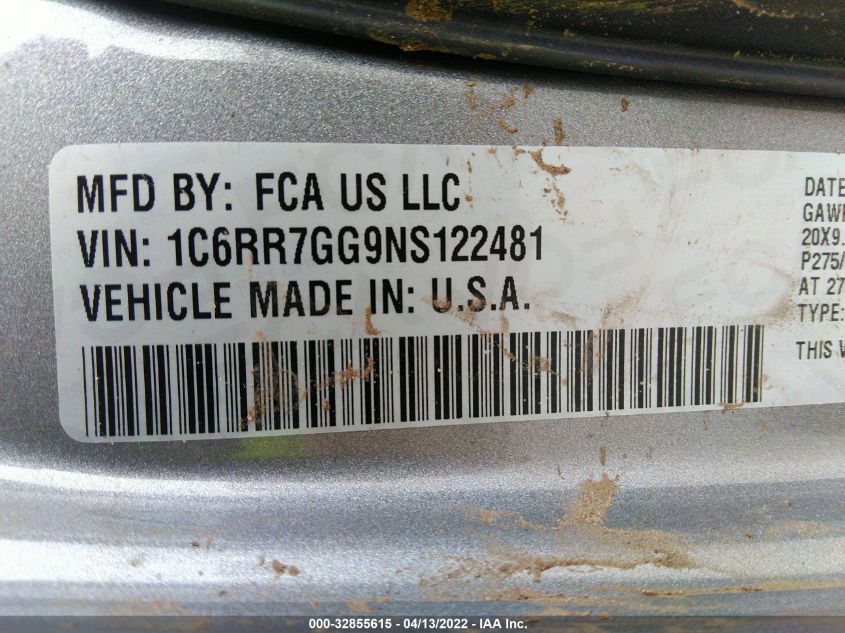 MFD BY: FCA US LLC
VIN: 1C6RR7GG9NS122481
VEHICLE MADE IN: U.S.A.
DATE
20X9.
P275/
AT 27
TYPE:
THIS
000-32855615 - 04/13/2022 - IAA Inc.